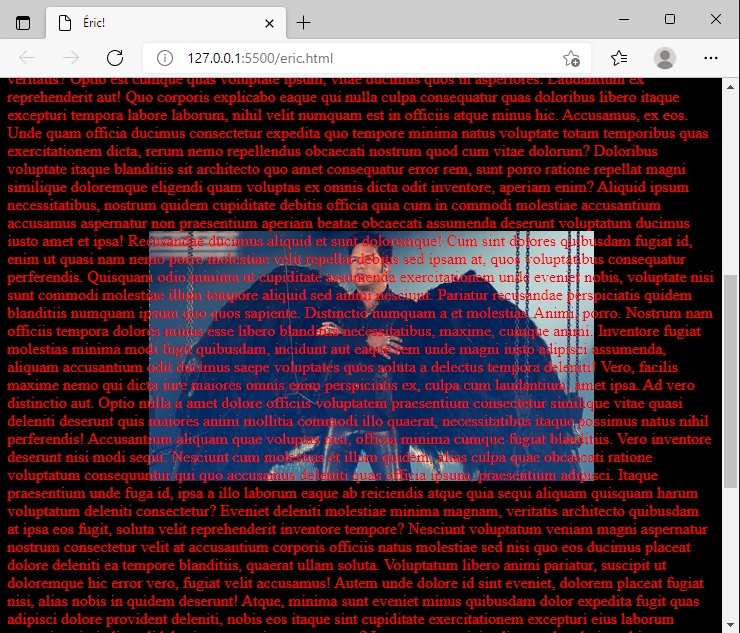 Éric!
127.0.0.1:5500/eric.html
veritatis? Optio est cumque quas voluptate ipsum, vitae ducimus quos in asperiores. Laudantium ex
reprehenderit aut! Quo corporis explicabo eaque qui nulla culpa consequatur quas doloribus libero itaque
excepturi tempora labore laborum, nihil velit numquam est in officiis atque minus hic. Accusamus, ex eos.
Unde quam officia ducimus consectetur expedita quo tempore minima natus voluptate totam temporibus quas
exercitationem dicta, rerum nemo repellendus obcaecati nostrum quod cum vitae dolorum? Doloribus
voluptate itaque blanditiis sit architecto quo amet consequatur error rem, sunt porro ratione repellat magni
similique doloremque eligendi quam voluptas ex omnis dicta odit inventore, aperiam enim? Aliquid ipsum
necessitatibus, nostrum quidem cupiditate debitis officia quia cum in commodi molestiae accusantium
accusamus aspernatur non praesentium aperiam beatae obcaecati assumenda deserunt voluptatum ducimus
iusto amet et ipsa! Recusandae ducimus aliquid et sunt doloremque! Cum sint dolores quibusdam fugiat id,
enim ut quasi nam nemo porro molestiae velit repellat debitis sed ipsam at, quos voluptatibus consequatur
perferendis. Quisquam odio minima ut cupiditate assumenda exercitationem unde eveniet nobis, voluptate nisi
sunt commodi molestiae illum tempore aliquid sed animi nesciunt. Pariatur recusandae perspiciatis quidem
blanditiis numquam ipsum quo quos sapiente. Distinctio numquam a et molestias. Animi, porro. Nostrum nam
officiis tempora dolores minus esse libero blanditiis necessitatibus, maxime, cumque animi. Inventore fugiat
molestias minima modi fugit quibusdam, incidunt aut eaque rem unde magni iusto adipisci assumenda,
aliquam accusantium odit ducimus saepe voluptates quos soluta a delectus tempora deleniti! Vero, facilis
maxime nemo qui dicta iure maiores omnis enim perspiciatis ex, culpa cum laudantium, amet ipsa. Ad vero
distinctio aut. Optio nulla a amet dolore officiis voluptatem praesentium consectetur similique vitae quasi
deleniti deserunt quis maiores animi mollitia commodi illo quaerat, necessitatibus itaque possimus natus nihil
perferendis! Accusantium aliquam quae voluptas nisi, officia minima cumque fugiat blanditiis. Vero inventore
deserunt nisi modi sequi. Nesciunt cum molestias et illum quidem, alias culpa quae obcaecati ratione
voluptatum consequuntur qui quo accusamus deleniti quas officia ipsum, praesentium adipisci. Itaque
praesentium unde fuga id, ipsa a illo laborum eaque ab reiciendis atque quia sequi aliquam quisquam harum
voluptatum deleniti consectetur? Eveniet deleniti molestiae minima magnam, veritatis architecto quibusdam
at ipsa eos fugit, soluta velit reprehenderit inventore tempore? Nesciunt voluptatum veniam magni aspernatur
nostrum consectetur velit at accusantium corporis officiis natus molestiae sed nisi quo eos ducimus placeat
dolore deleniti ea tempore blanditiis, quaerat ullam soluta. Voluptatum libero animi pariatur, suscipit ut
doloremque hic error vero, fugiat velit accusamus! Autem unde dolore id sint eveniet, dolorem placeat fugiat
nisi, alias nobis in quidem deserunt! Atque, minima sunt eveniet minus quibusdam dolor expedita fugit quas
adipisci dolore provident deleniti, nobis eos itaque sint cupiditate exercitationem excepturi eius laborum